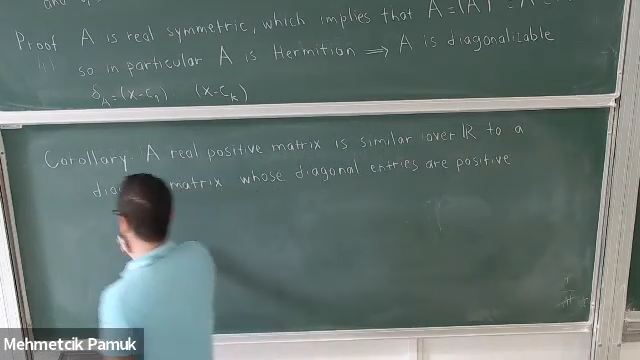 and
Proof A is real symmetric, which implies that A = (A) = A =
so in particular A is Hermitian ⟹ A is diagonalizable
δ_A = (x-c_1) (x-c_k)
Corollary. A real positive matrix is similar over ℝ to a
matrix whose diagonal entries are positive
Mehmetcik Pamuk